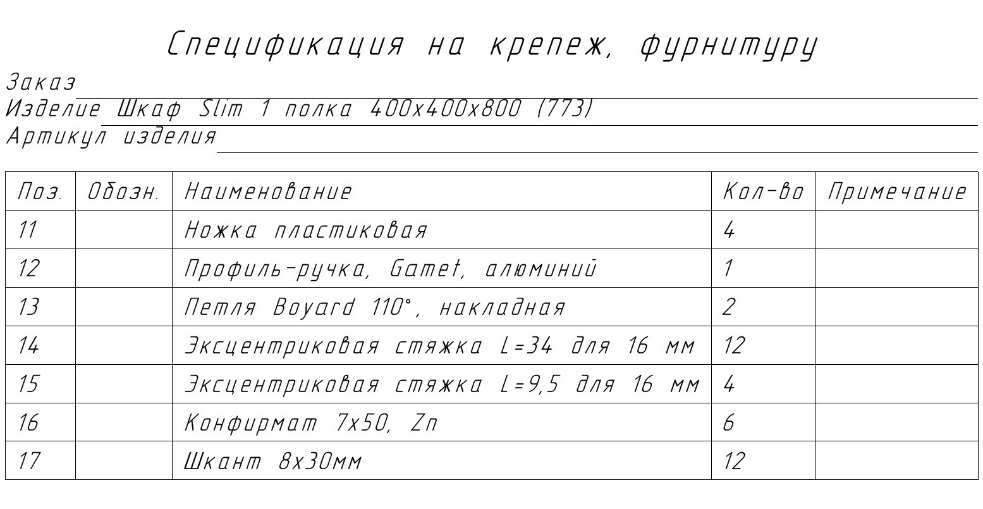 Спецификация на крепеж, фурнитуру
Заказ
Изделие Шкаф Slim 1 полка 400х400х800 (773)
Артикул изделия
Поз. Обозн. Наименование Кол-во Примечание
11 Ножка пластиковая 4
12 Профиль-ручка, Gamet, алюминий 1
13 Петля Boyard 110°, накладная 2
14 Эксцентриковая стяжка L=34 для 16 мм 12
15 Эксцентриковая стяжка L=9,5 для 16 мм 4
16 Конфирмат 7х50, Zn 6
17 Шкант 8х30мм 12